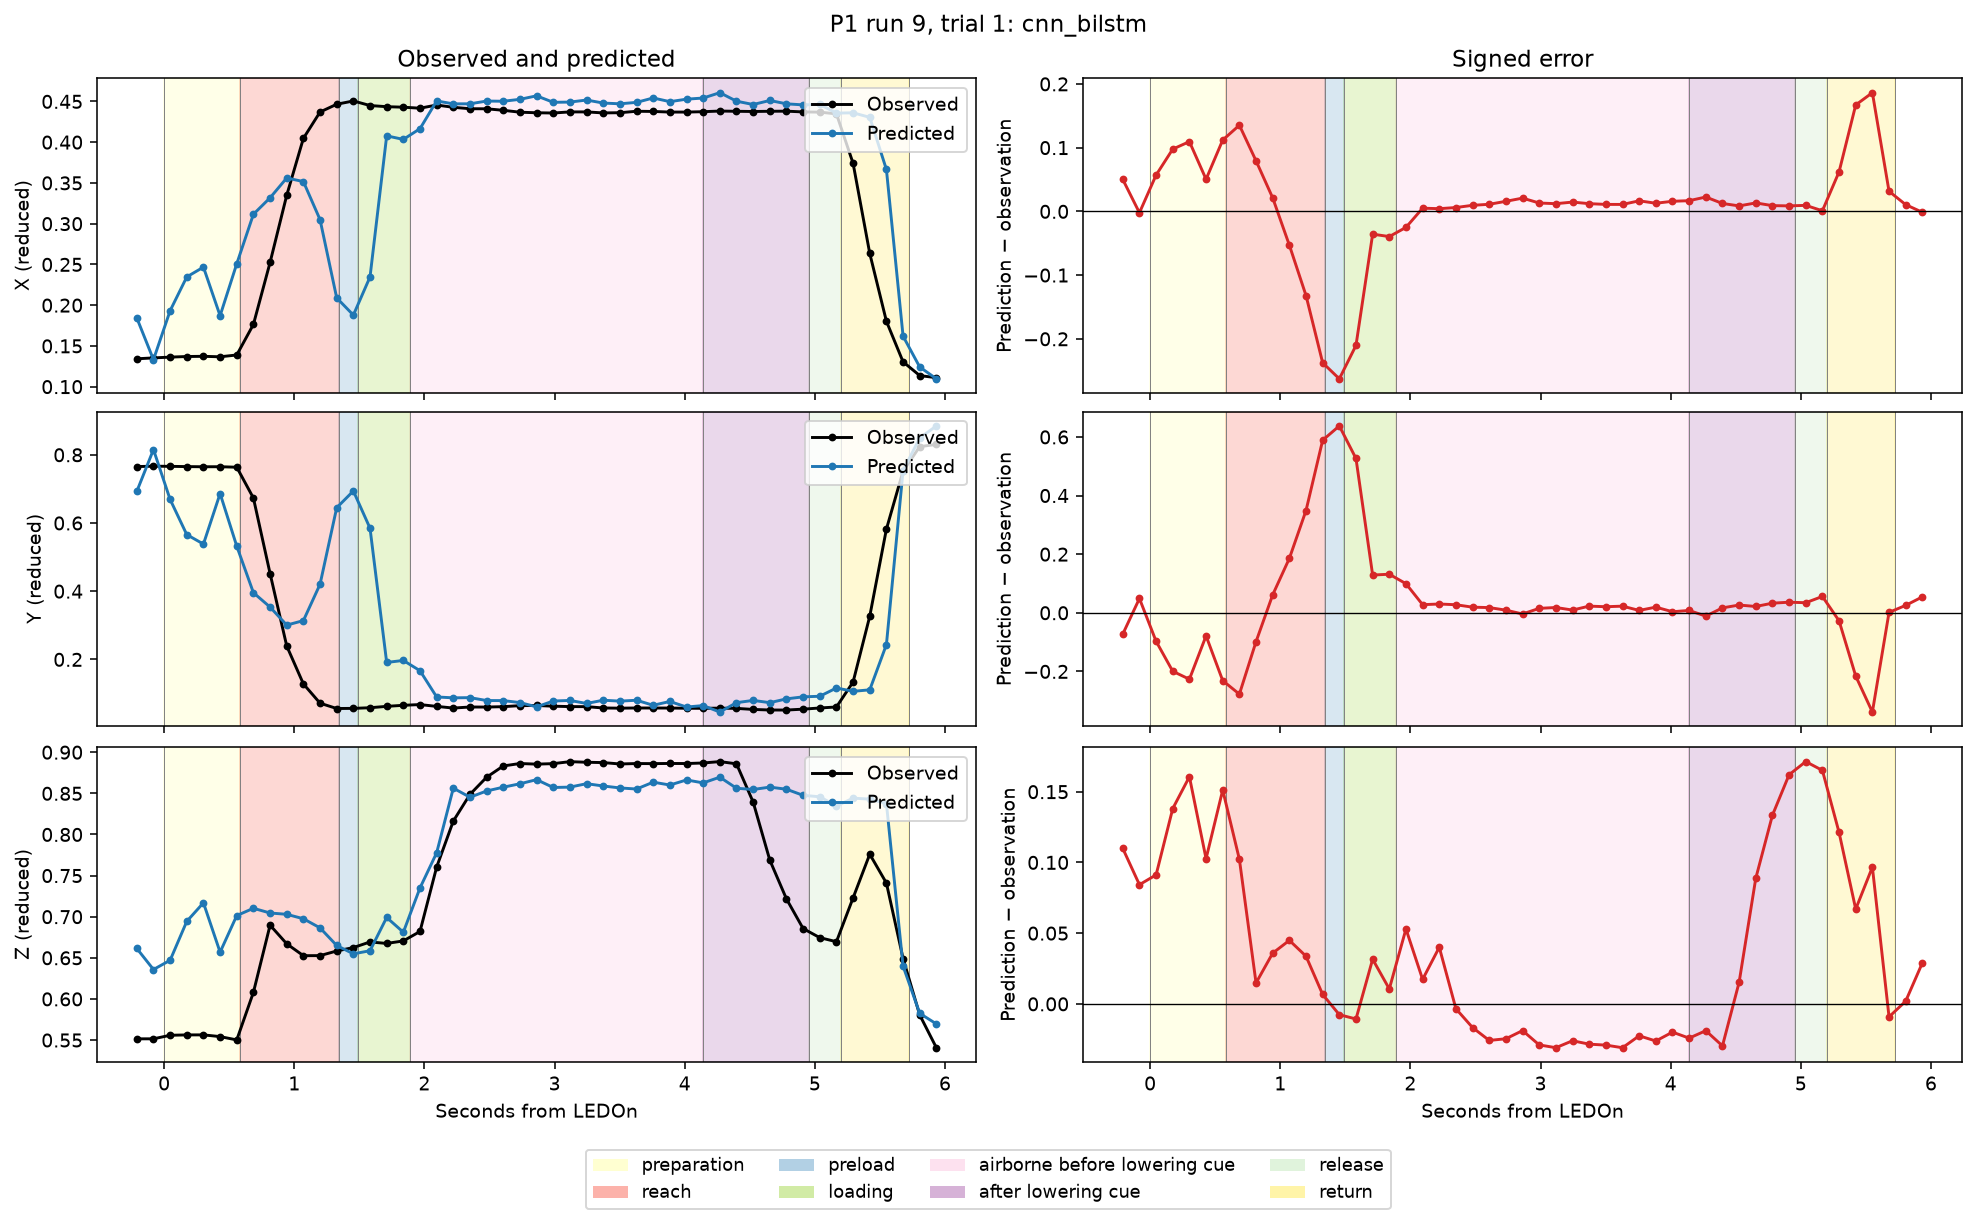 P1 run 9, trial 1: cnn_bilstm
Observed and predicted
Signed error
X (reduced)
0.45
0.40
0.35
0.30
0.25
0.20
0.15
0.10
Observed
Predicted
Prediction − observation
0.2
0.1
0.0
−0.1
−0.2
Y (reduced)
0.8
0.6
0.4
0.2
Observed
Predicted
Prediction − observation
0.6
0.4
0.2
0.0
−0.2
Z (reduced)
0.90
0.85
0.80
0.75
0.70
0.65
0.60
0.55
Observed
Predicted
0 1 2 3 4 5 6
Seconds from LEDOn
Prediction − observation
0.15
0.10
0.05
0.00
0 1 2 3 4 5 6
Seconds from LEDOn
preparation preload airborne before lowering cue release
reach loading after lowering cue return